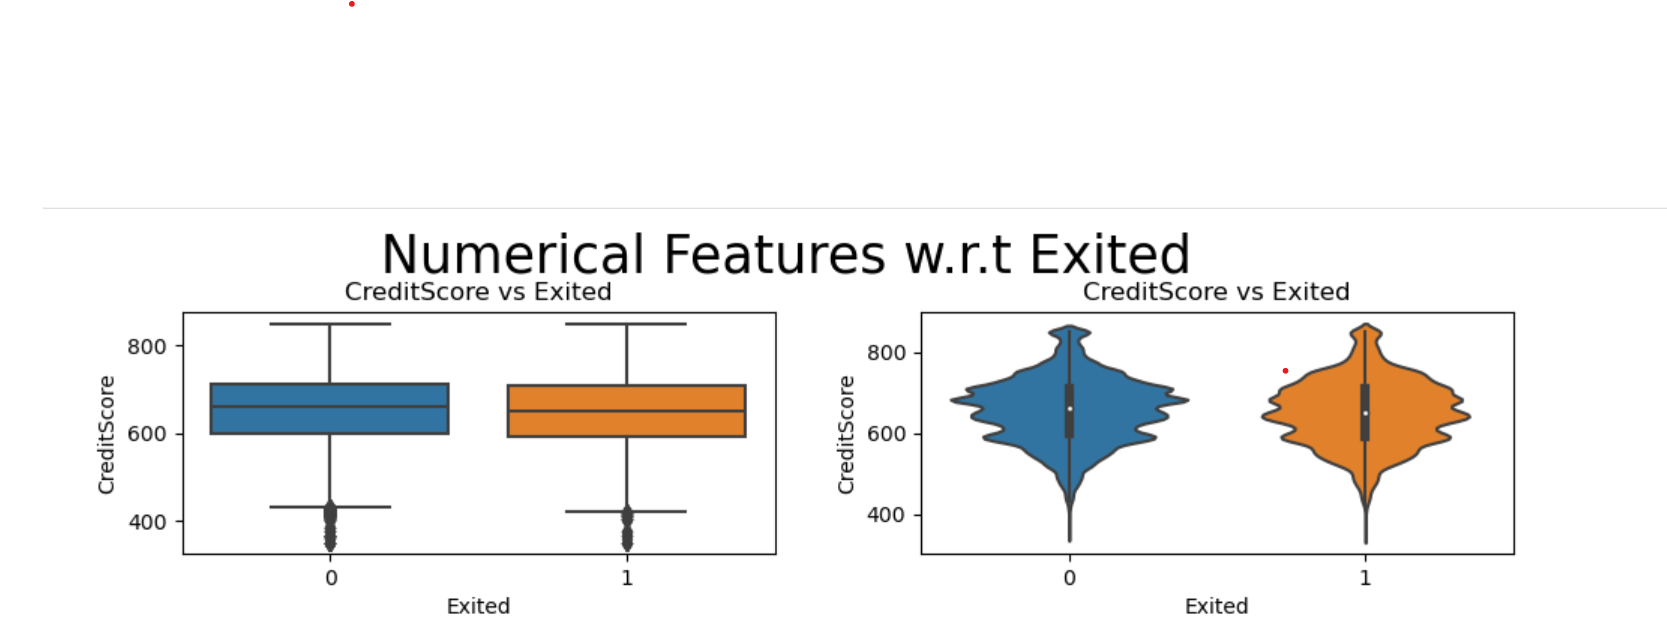 Numerical Features w.r.t Exited
CreditScore vs Exited
800
600
400
CreditScore
0
1
Exited
CreditScore vs Exited
800
600
400
CreditScore
0
1
Exited